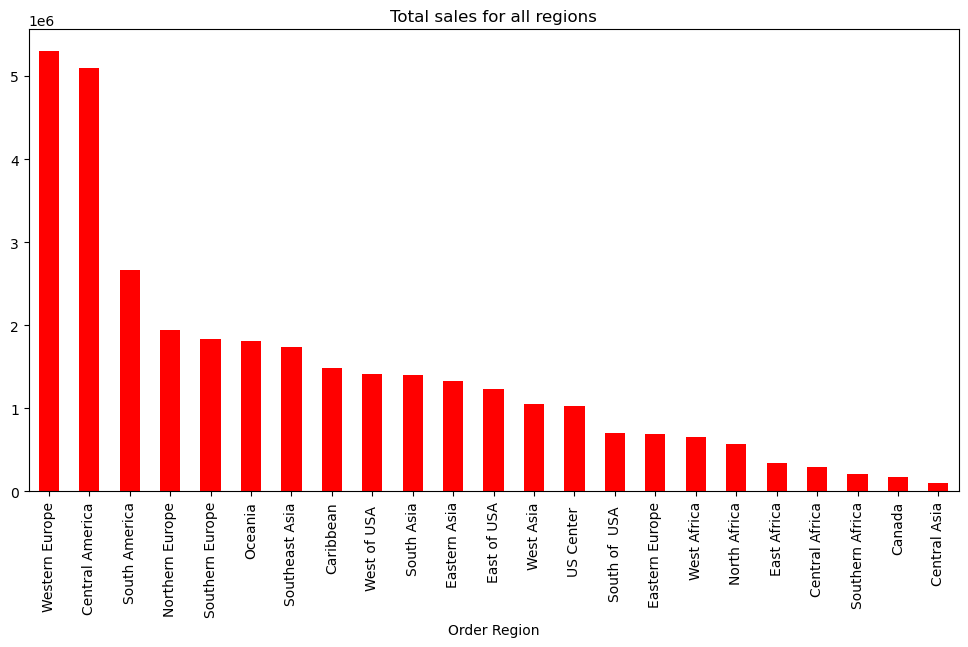 Total sales for all regions
1e6
5
4
3
2
1
0
Western Europe
Central America
South America
Northern Europe
Southern Europe
Oceania
Southeast Asia
Caribbean
West of USA
South Asia
Eastern Asia
East of USA
West Asia
US Center
South of  USA
Eastern Europe
West Africa
North Africa
East Africa
Central Africa
Southern Africa
Canada
Central Asia
Order Region